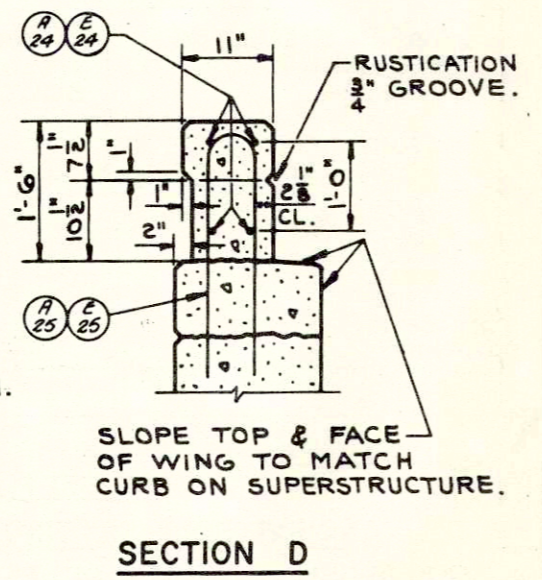 A 24 E 24
11"
RUSTICATION
3/4" GROOVE.
1'-6"
7 1/2"
1"
10 1/2"
1"
2"
2 1/8"
CL.
1'-0"
A 25 E 25
SLOPE TOP & FACE
OF WING TO MATCH
CURB ON SUPERSTRUCTURE.
SECTION D